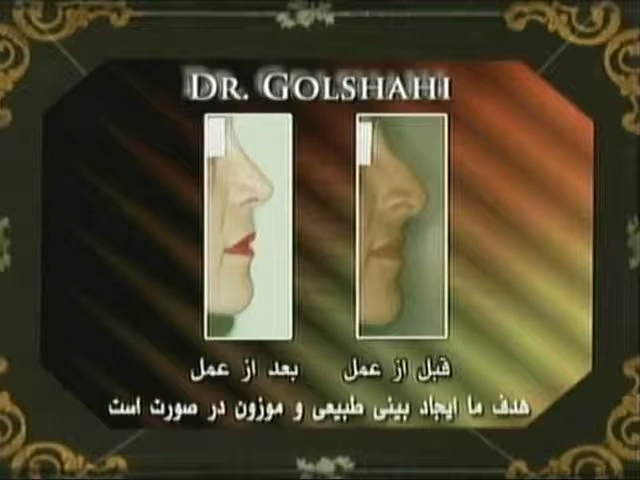 DR. GOLSHAHI
قبل از عمل
بعد از عمل
هدف ما ایجاد بینی طبیعی و موزون در صورت است